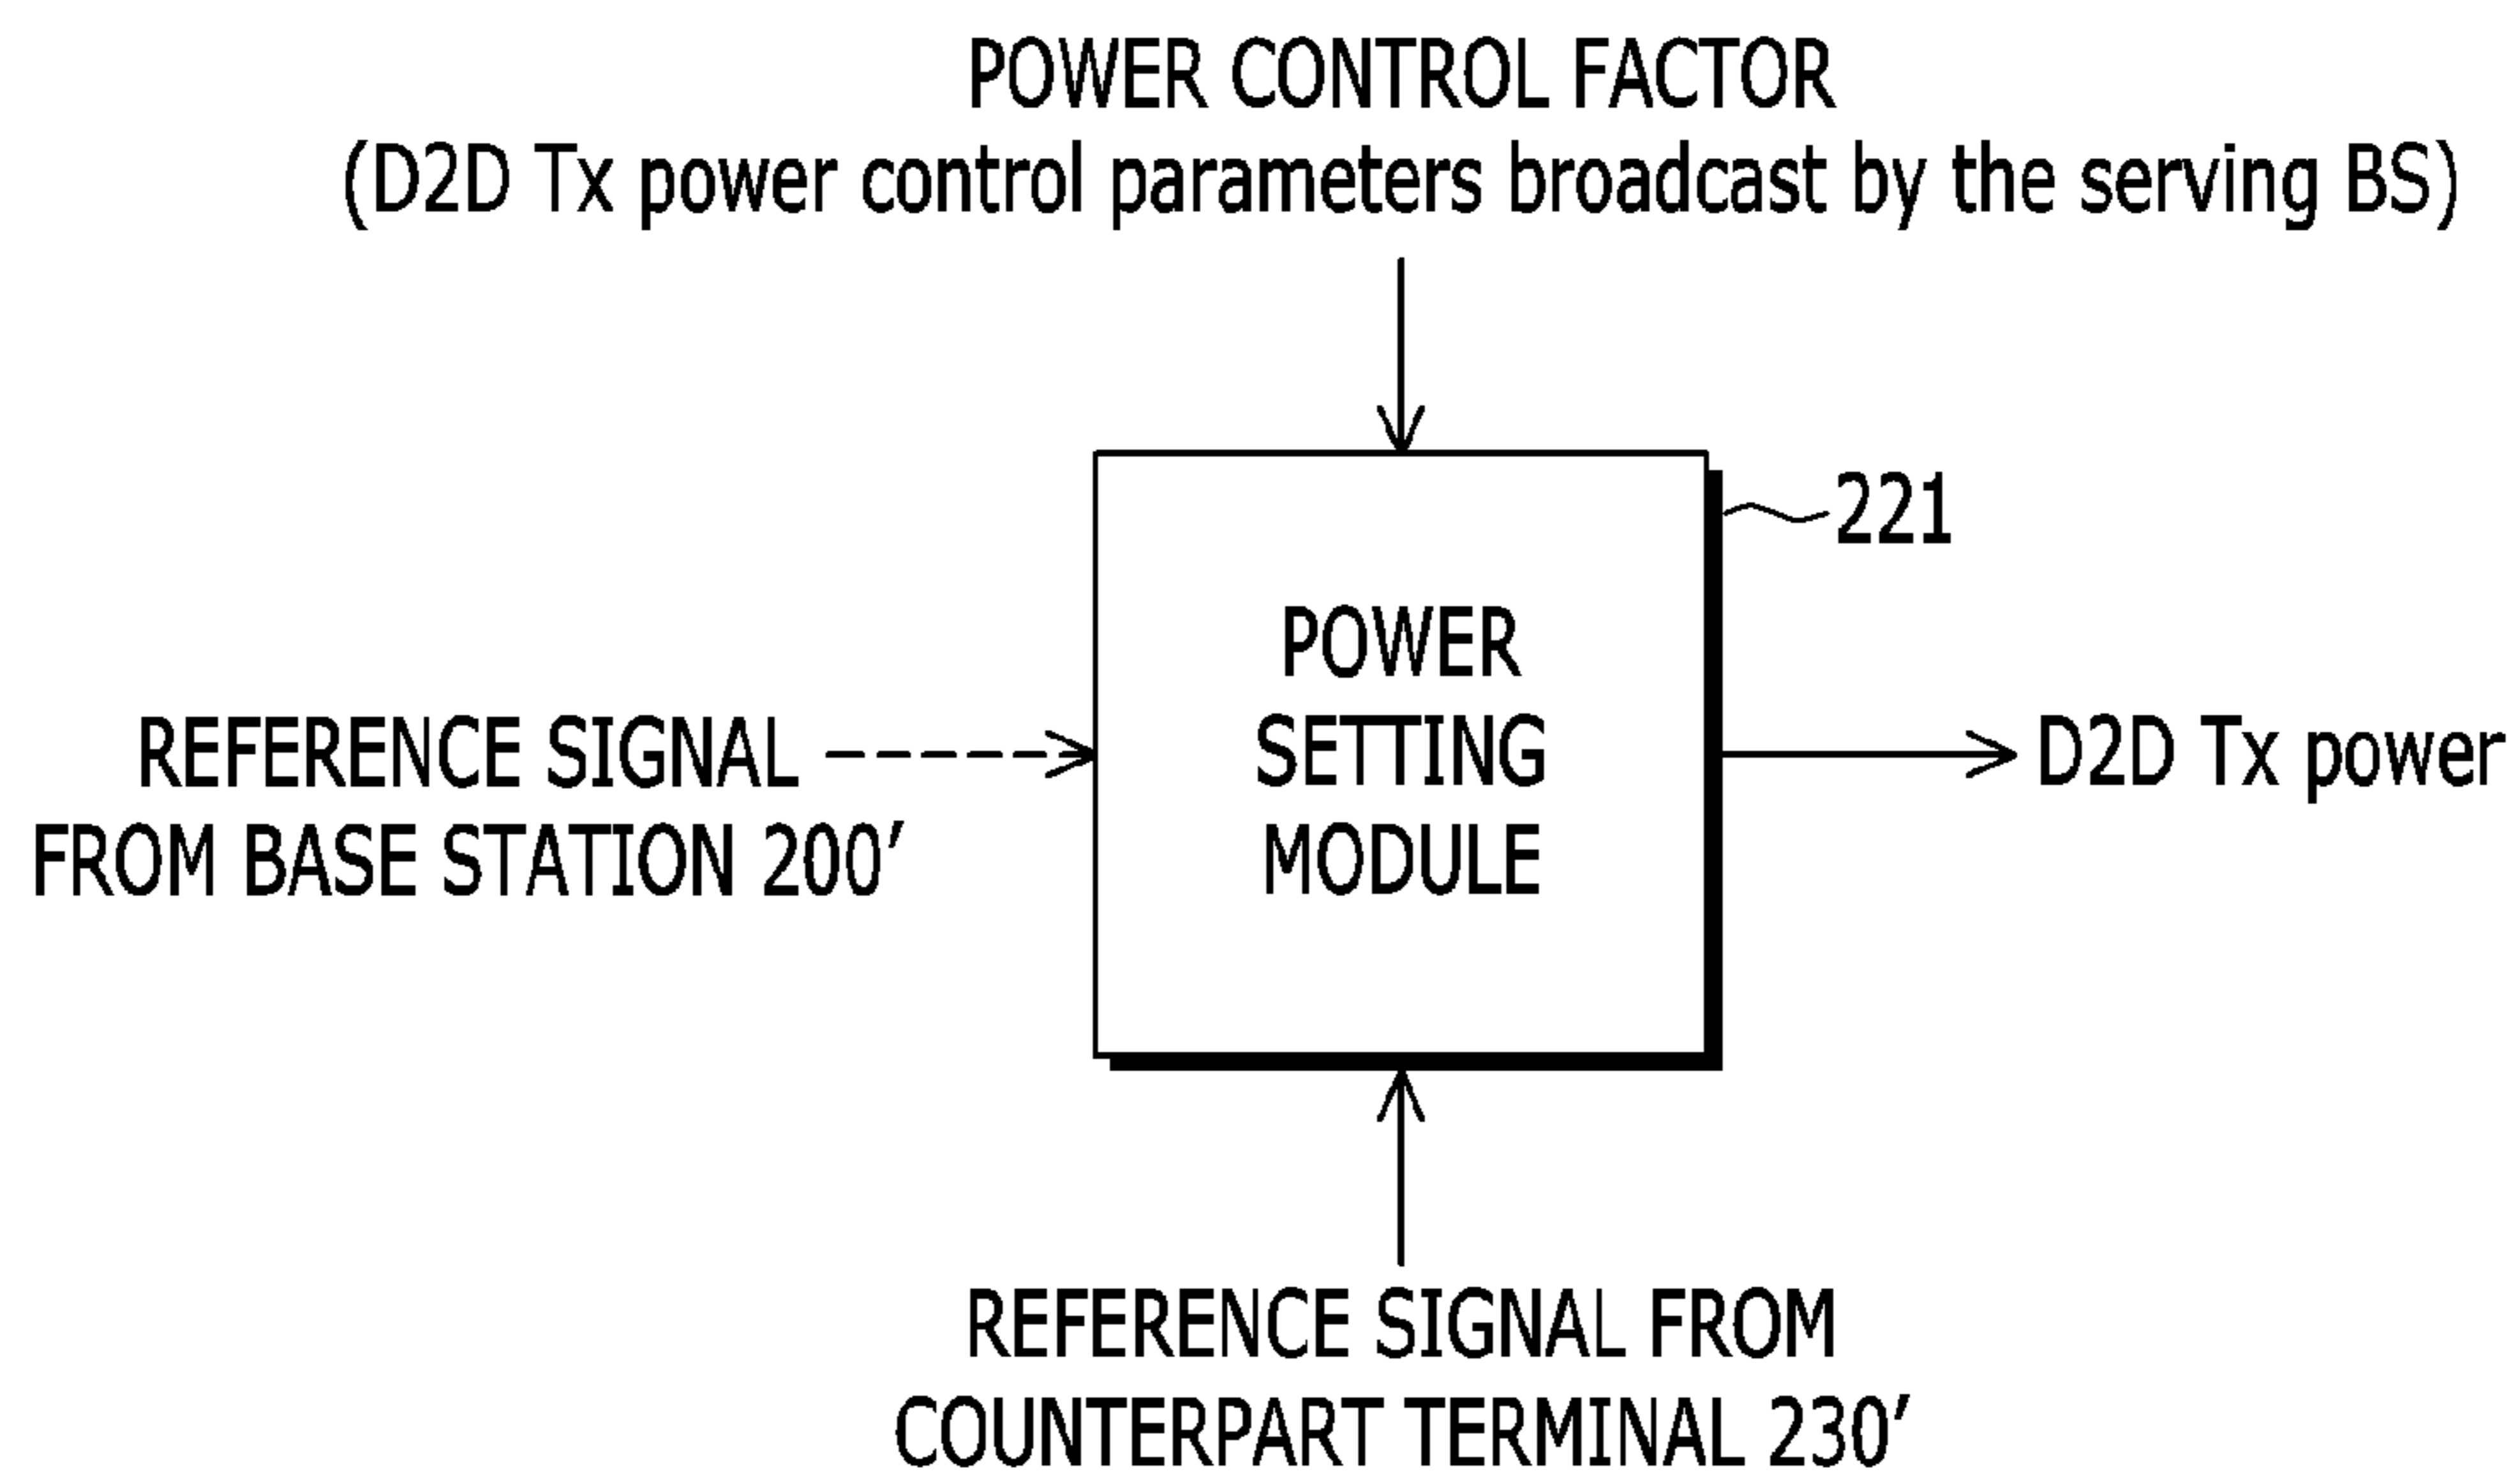 POWER CONTROL FACTOR
(D2D Tx power control parameters broadcast by the serving BS)
221
POWER
SETTING
MODULE
REFERENCE SIGNAL
FROM BASE STATION 200′
D2D Tx power
REFERENCE SIGNAL FROM
COUNTERPART TERMINAL 230′